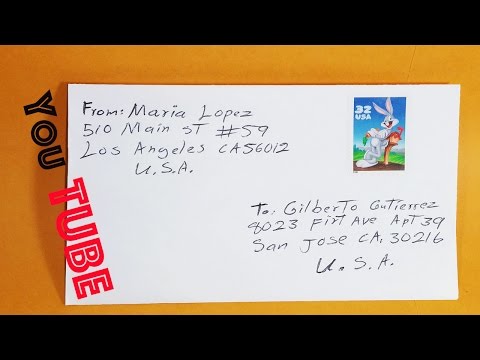 YOU TUBE
From: Maria Lopez
510 Main ST #59
Los Angeles CA 56012
U.S.A.
32
USA
To: Gilberto Gutierrez
8023 First Ave Apt 39
San Jose CA, 30216
U.S.A.